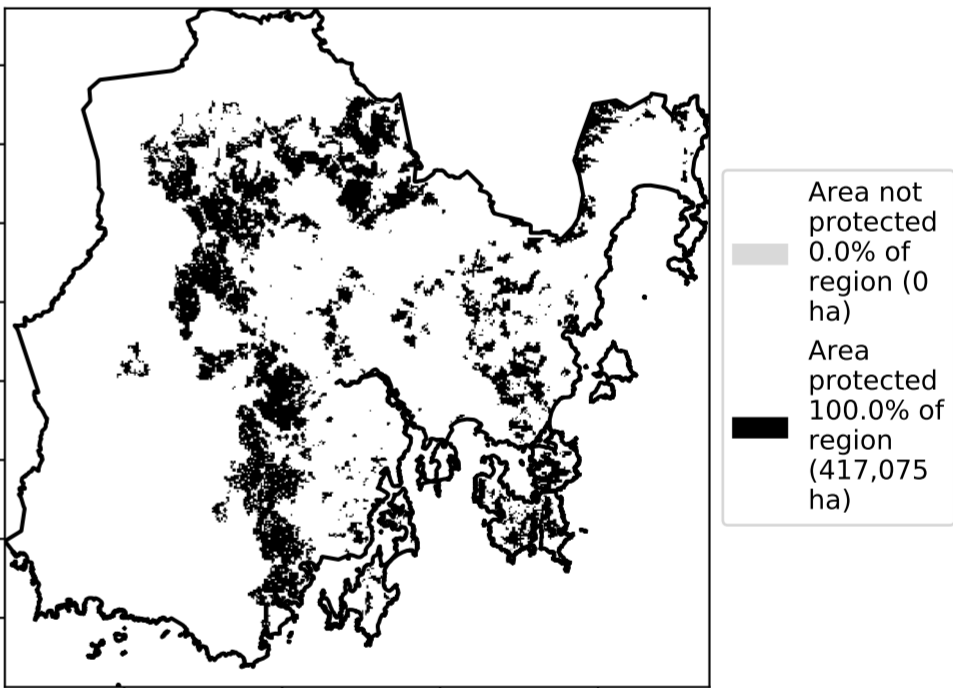 Area not
protected
0.0% of
region (0
ha)
Area
protected
100.0% of
region
(417,075
ha)